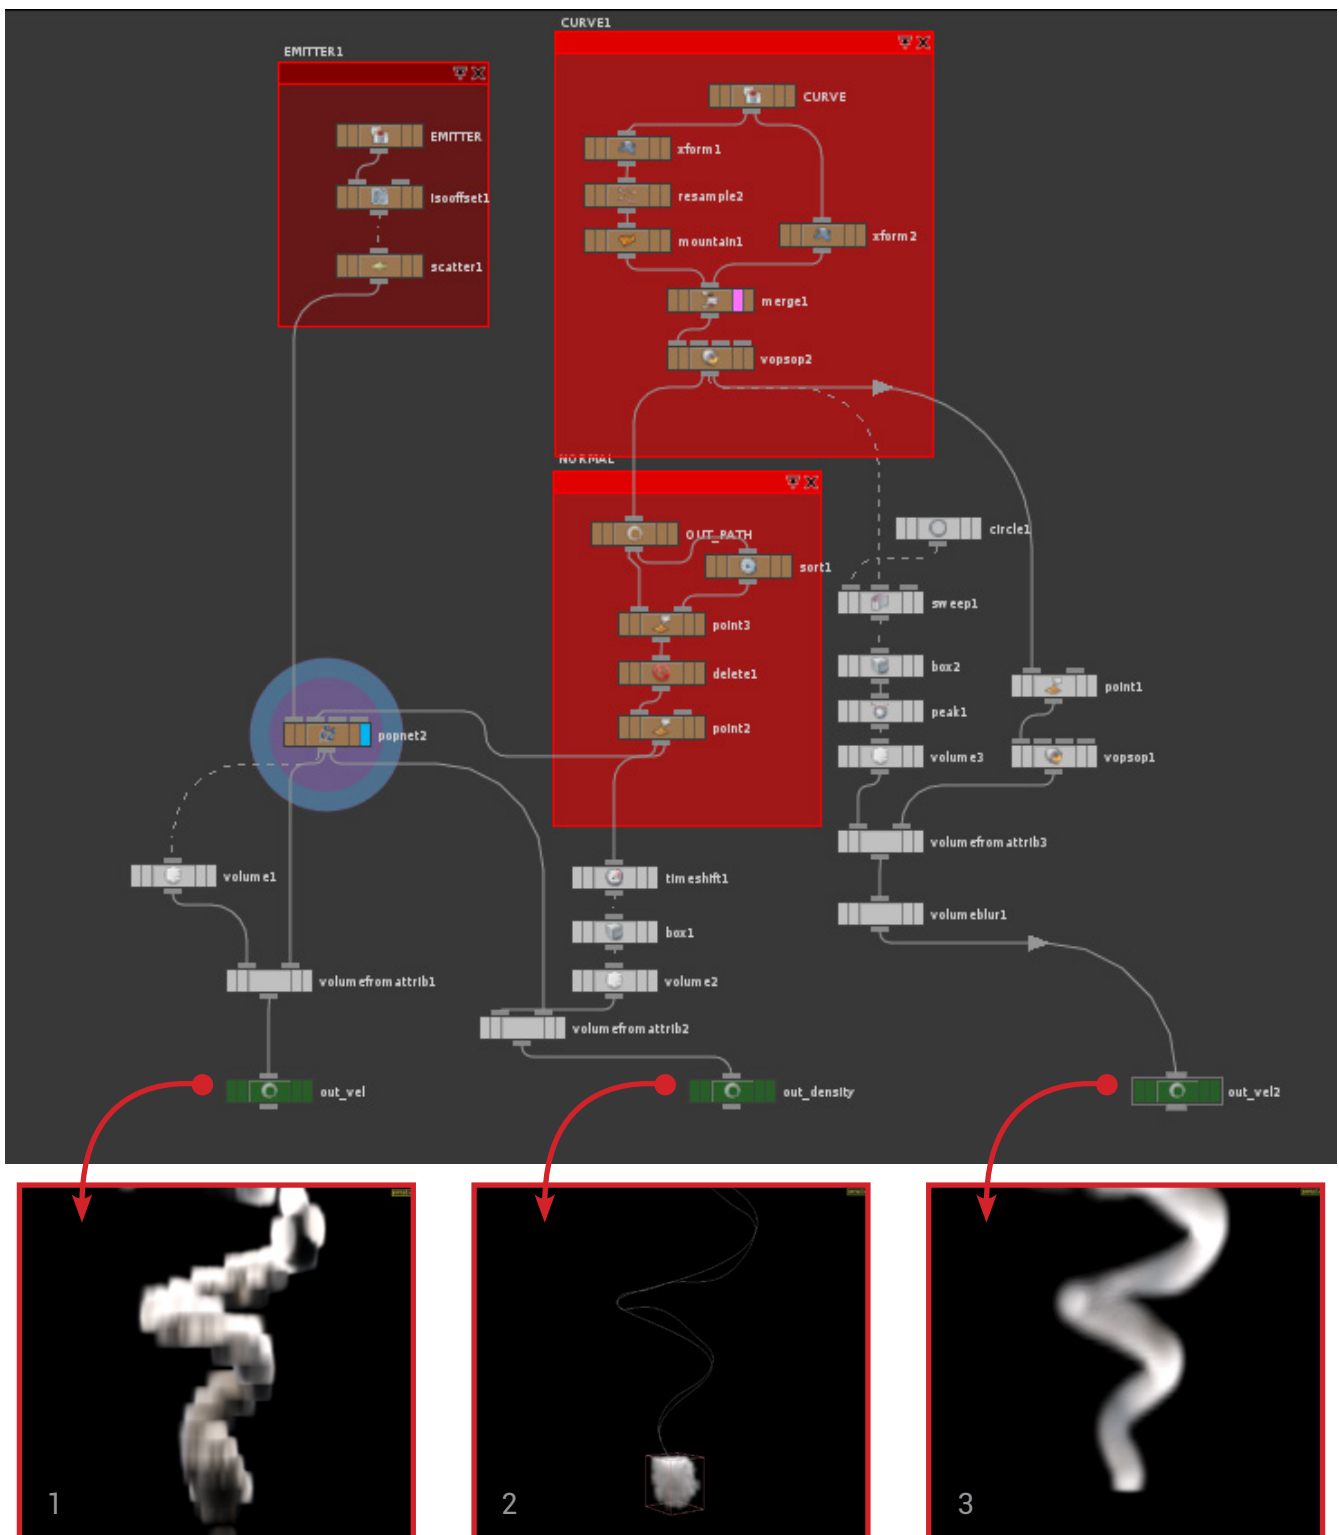 CURVE1
EMITTER1
CURVE
EMITTER
xform1
isooffset1
resample2
xform2
mountain1
scatter1
merge1
vopsop2
NORMAL
OUT_PATH
circle1
sort1
sweep1
point3
box2
delete1
point1
peak1
point2
popnet2
volume3
vopsop1
volumefromattrib3
volume1
timeshift1
volumeblur1
box1
volumefromattrib1
volume2
volumefromattrib2
out_vel
out_density
out_vel2
1
2
3